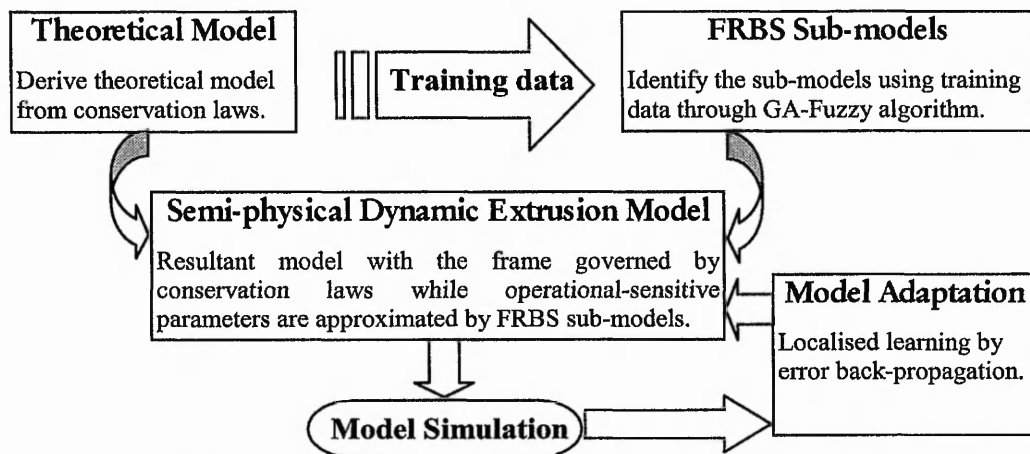 Theoretical Model
Derive theoretical model
from conservation laws.
Training data
FRBS Sub-models
Identify the sub-models using training
data through GA-Fuzzy algorithm.
Semi-physical Dynamic Extrusion Model
Resultant model with the frame governed by
conservation laws while operational-sensitive
parameters are approximated by FRBS sub-models.
Model Adaptation
Localised learning by
error back-propagation.
Model Simulation